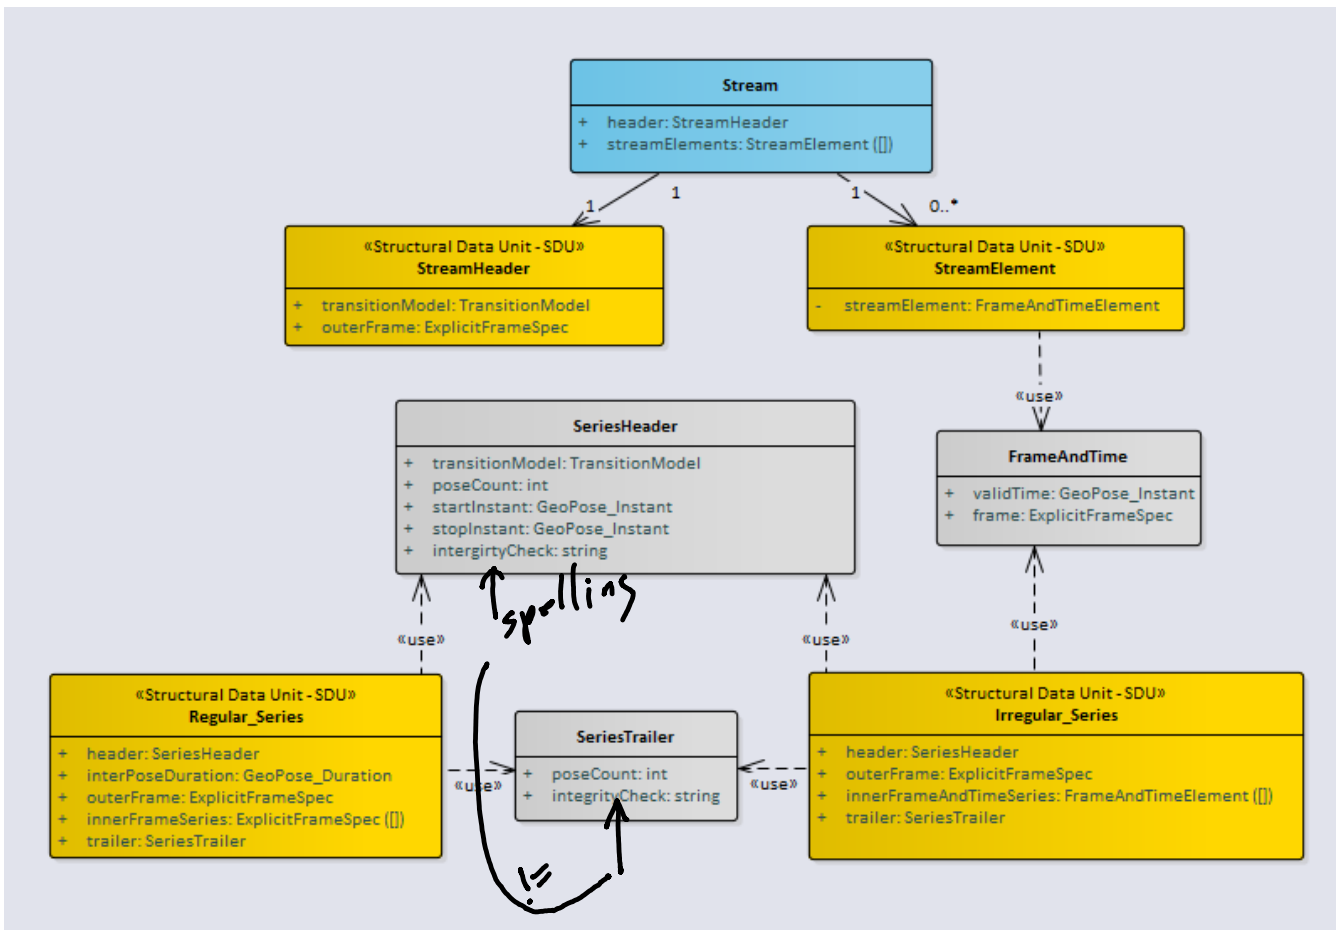 Stream
+ header: StreamHeader
+ streamElements: StreamElement ([])
1
1
1
0..*
«Structural Data Unit - SDU»
StreamHeader
+ transitionModel: TransitionModel
+ outerFrame: ExplicitFrameSpec
«Structural Data Unit - SDU»
StreamElement
- streamElement: FrameAndTimeElement
«use»
SeriesHeader
+ transitionModel: TransitionModel
+ poseCount: int
+ startInstant: GeoPose_Instant
+ stopInstant: GeoPose_Instant
+ intergirtyCheck: string
FrameAndTime
+ validTime: GeoPose_Instant
+ frame: ExplicitFrameSpec
spelling
«use»
«use»
«use»
«Structural Data Unit - SDU»
Regular_Series
+ header: SeriesHeader
+ interPoseDuration: GeoPose_Duration
+ outerFrame: ExplicitFrameSpec
+ innerFrameSeries: ExplicitFrameSpec ([])
+ trailer: SeriesTrailer
«use»
SeriesTrailer
+ poseCount: int
+ integrityCheck: string
«use»
«Structural Data Unit - SDU»
Irregular_Series
+ header: SeriesHeader
+ outerFrame: ExplicitFrameSpec
+ innerFrameAndTimeSeries: FrameAndTimeElement ([])
+ trailer: SeriesTrailer
!=